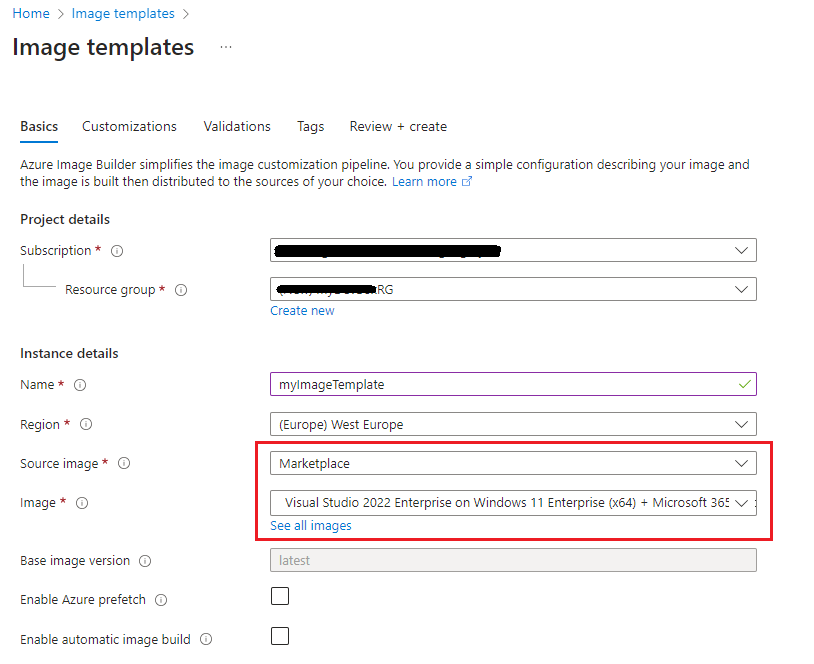 Home > Image templates >
Image templates ...
Basics Customizations Validations Tags Review + create
Azure Image Builder simplifies the image customization pipeline. You provide a simple configuration describing your image and
the image is built then distributed to the sources of your choice. Learn more
Project details
Subscription *
Resource group * RG
Create new
Instance details
Name * myImageTemplate
Region * (Europe) West Europe
Source image * Marketplace
Image * Visual Studio 2022 Enterprise on Windows 11 Enterprise (x64) + Microsoft 365
See all images
Base image version latest
Enable Azure prefetch
Enable automatic image build